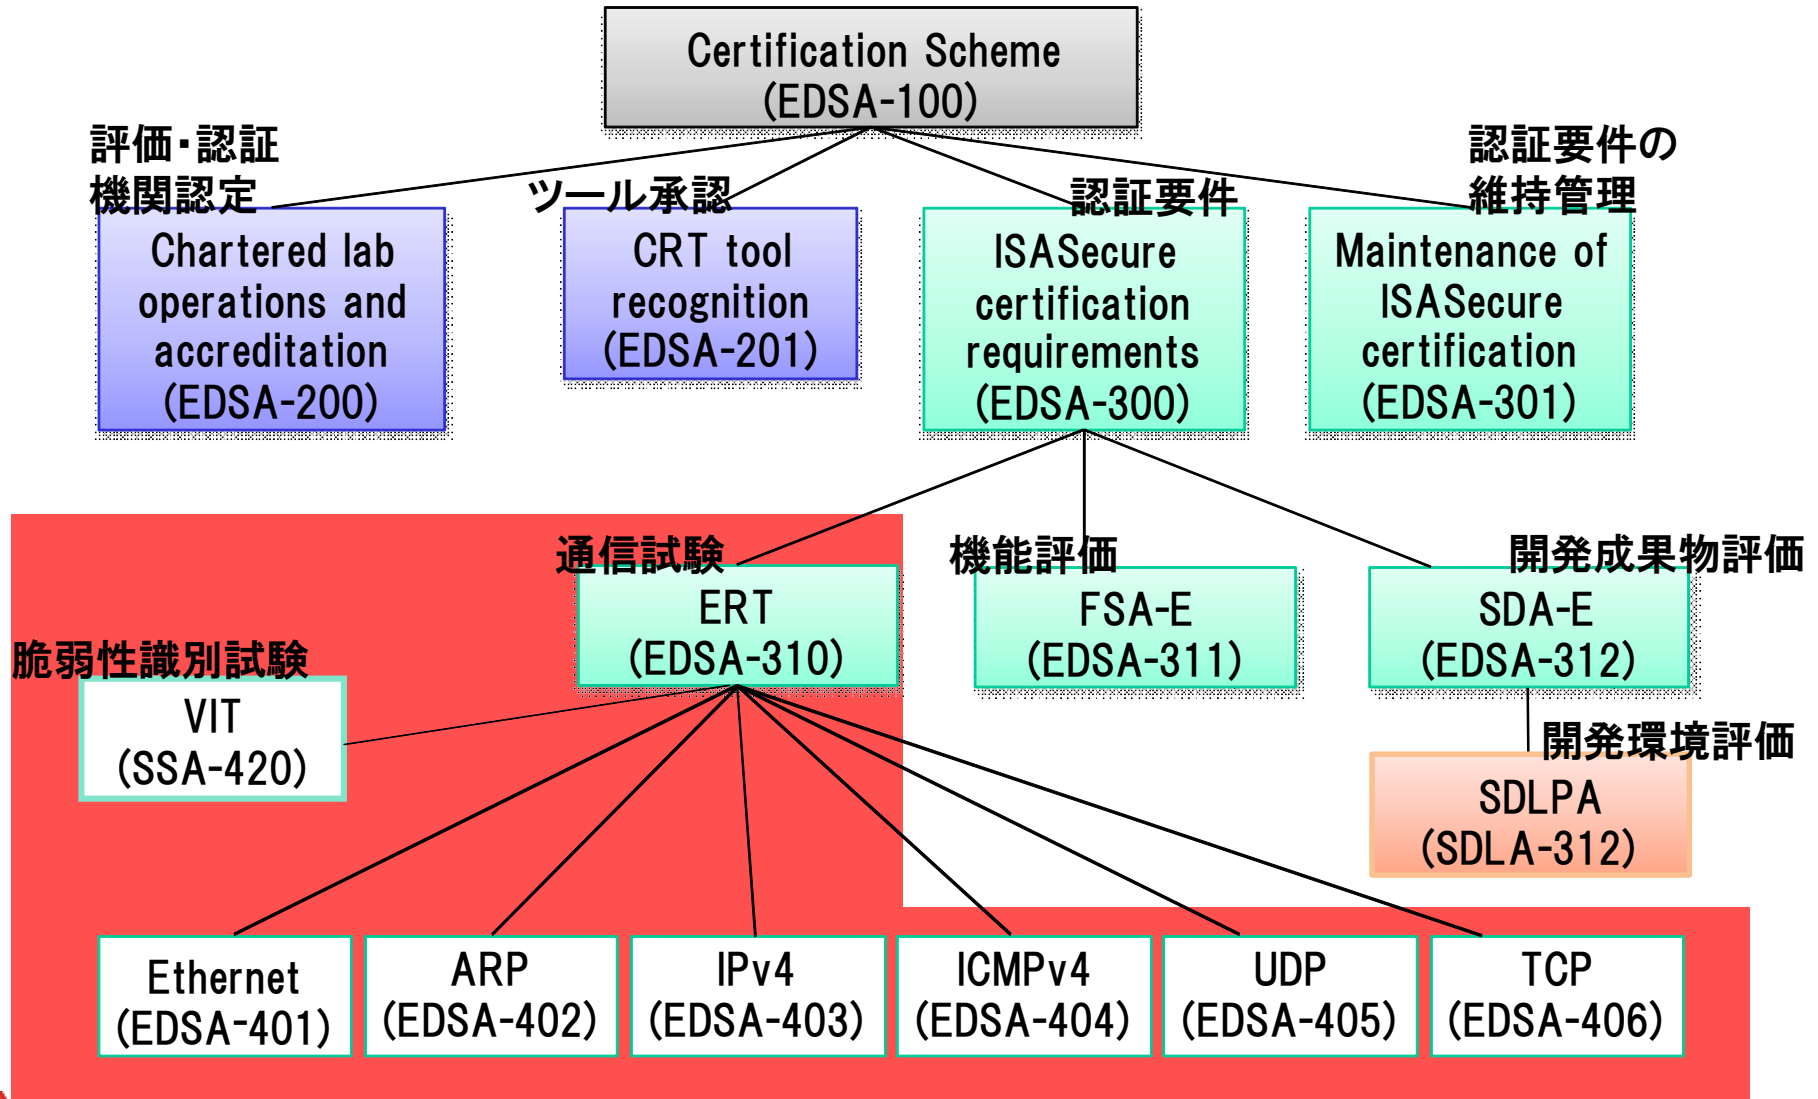 Certification Scheme
(EDSA-100)
評価・認証
機関認定
Chartered lab
operations and
accreditation
(EDSA-200)
ツール承認
CRT tool
recognition
(EDSA-201)
認証要件
ISASecure
certification
requirements
(EDSA-300)
認証要件の
維持管理
Maintenance of
ISASecure
certification
(EDSA-301)
通信試験
ERT
(EDSA-310)
機能評価
FSA-E
(EDSA-311)
開発成果物評価
SDA-E
(EDSA-312)
脆弱性識別試験
VIT
(SSA-420)
開発環境評価
SDLPA
(SDLA-312)
Ethernet
(EDSA-401)
ARP
(EDSA-402)
IPv4
(EDSA-403)
ICMPv4
(EDSA-404)
UDP
(EDSA-405)
TCP
(EDSA-406)